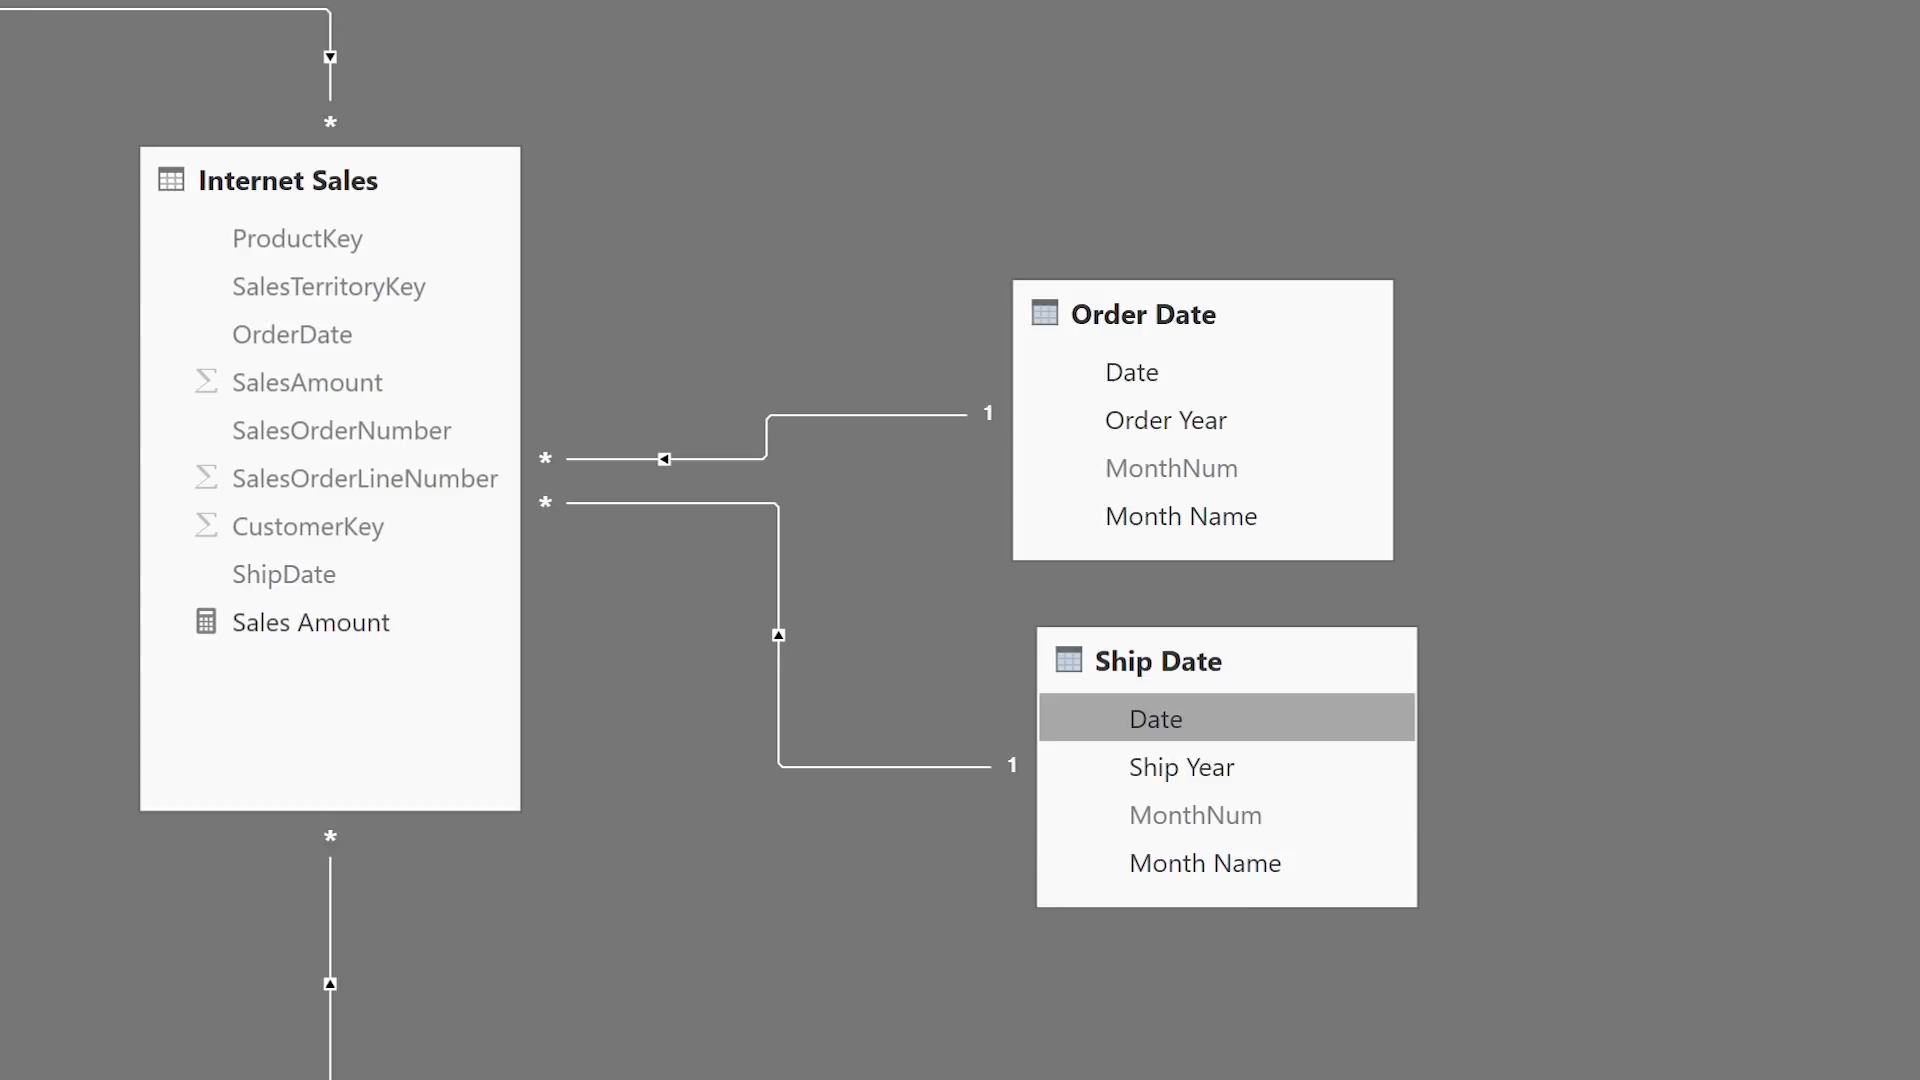 *
Internet Sales
ProductKey
SalesTerritoryKey
OrderDate
SalesAmount
SalesOrderNumber
SalesOrderLineNumber
CustomerKey
ShipDate
Sales Amount
*
*
*
1
Order Date
Date
Order Year
MonthNum
Month Name
1
Ship Date
Date
Ship Year
MonthNum
Month Name